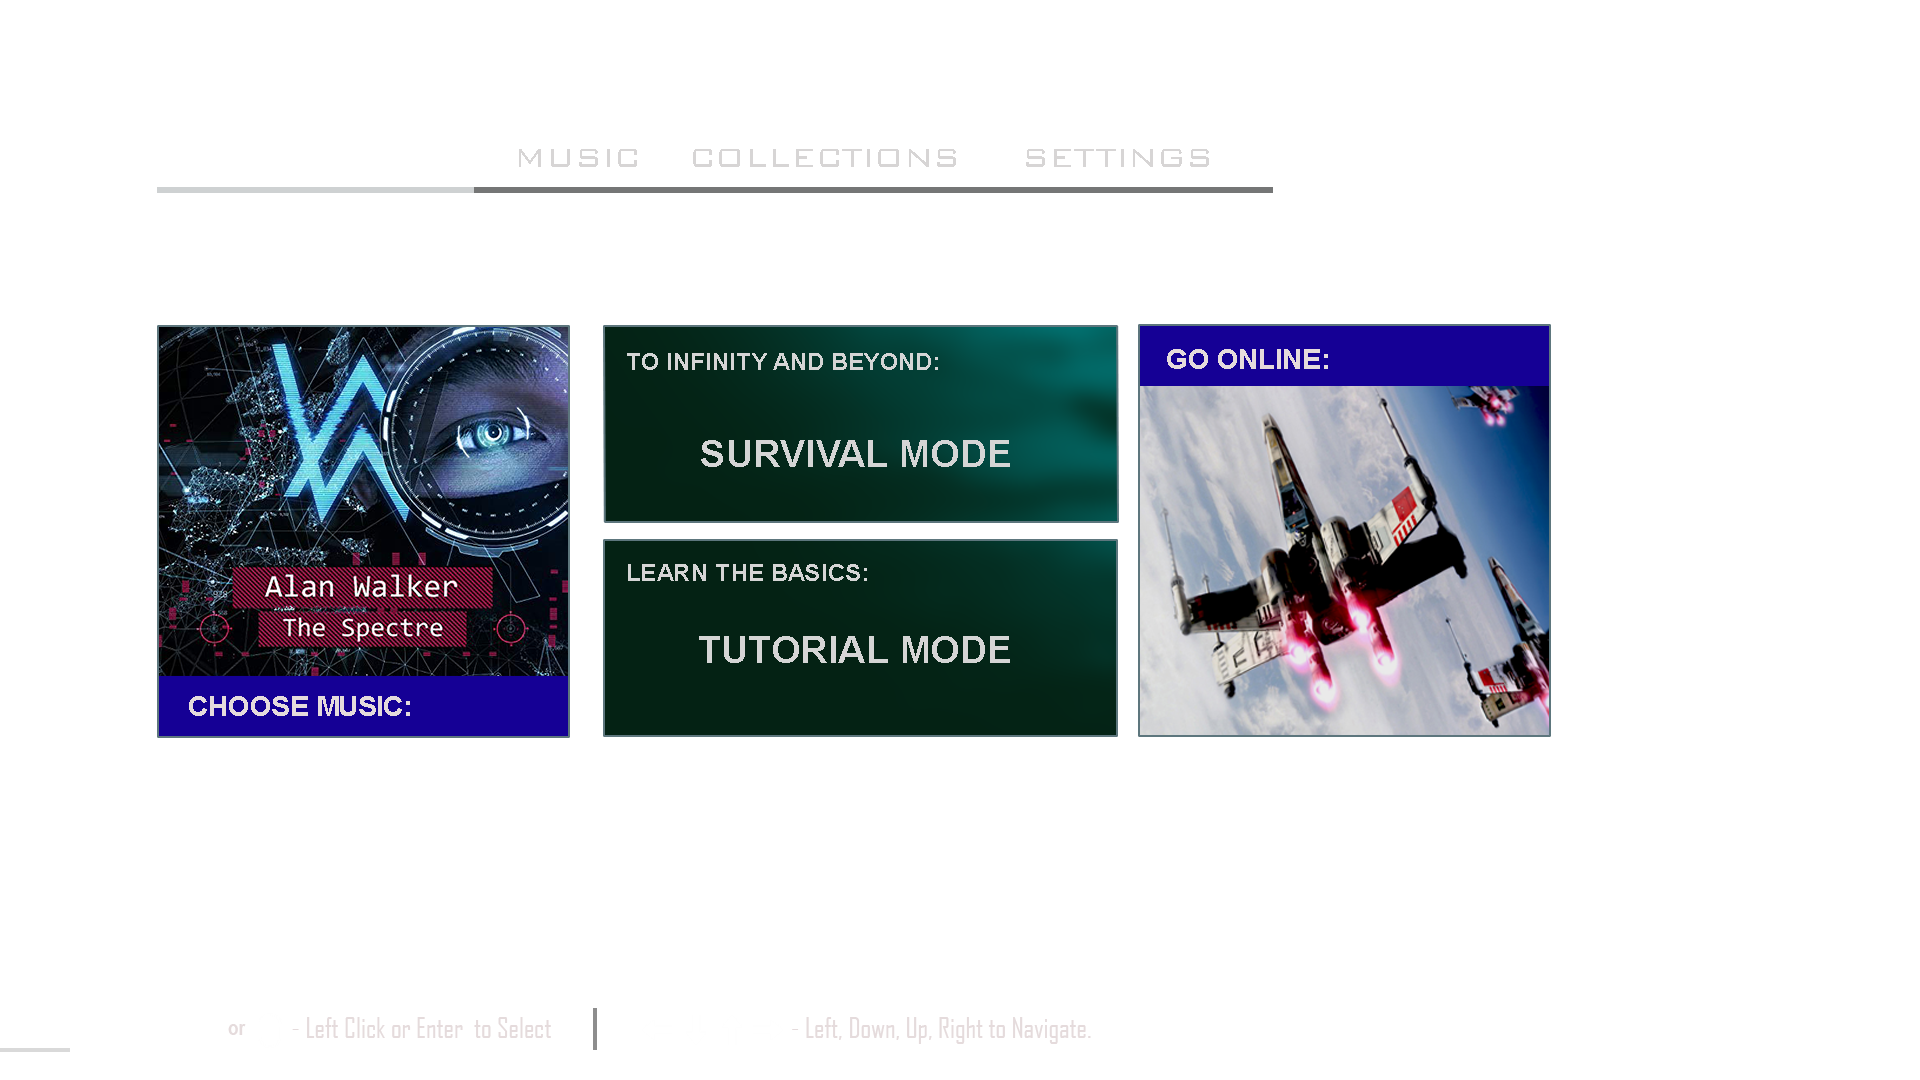 MUSIC COLLECTIONS SETTINGS
Alan Walker
The Spectre
CHOOSE MUSIC:
TO INFINITY AND BEYOND:
SURVIVAL MODE
LEARN THE BASICS:
TUTORIAL MODE
GO ONLINE:
or - Left Click or Enter to Select
- Left, Down, Up, Right to Navigate.